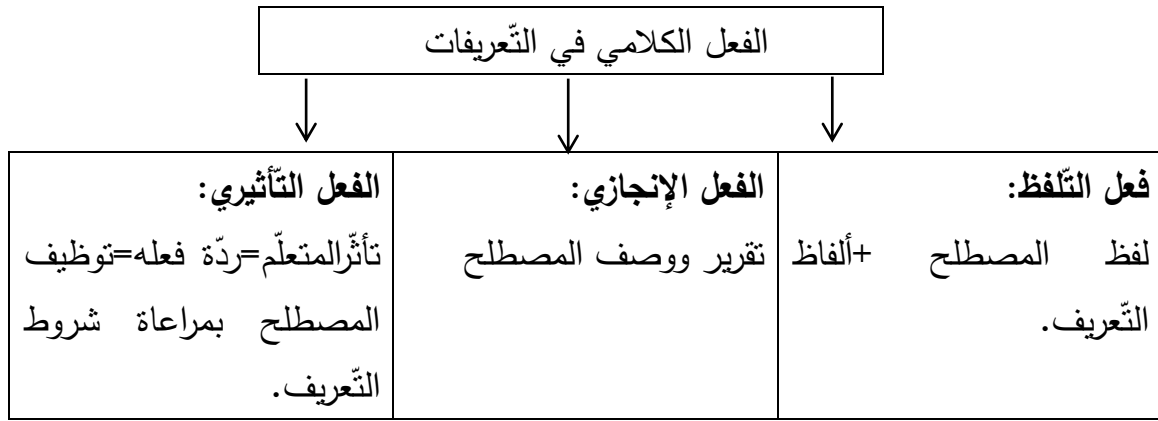 الفعل الكلامي في التّعريفات
فعل التّلفظ:
لفظ المصطلح +ألفاظ
التّعريف.
الفعل الإنجازي:
تقرير ووصف المصطلح
الفعل التّأثيري:
تأثّرالمتعلّم=ردّة فعله=توظيف
المصطلح بمراعاة شروط
التّعريف.